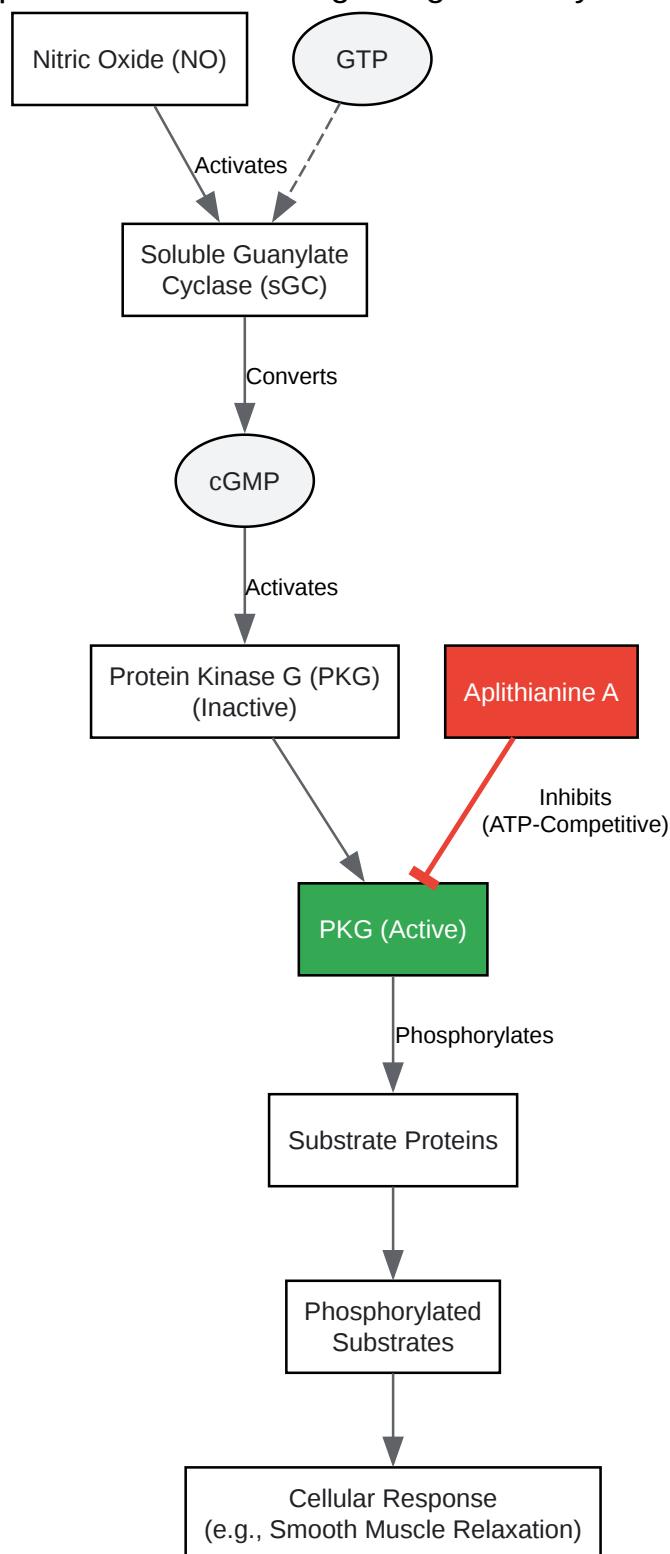 Nitric Oxide (NO)
GTP
Activates
Soluble Guanylate
Cyclase (sGC)
Converts
cGMP
Activates
Protein Kinase G (PKG)
(Inactive)
Aplithianine A
Inhibits
(ATP-Competitive)
PKG (Active)
Phosphorylates
Substrate Proteins
Phosphorylated
Substrates
Cellular Response
(e.g., Smooth Muscle Relaxation)